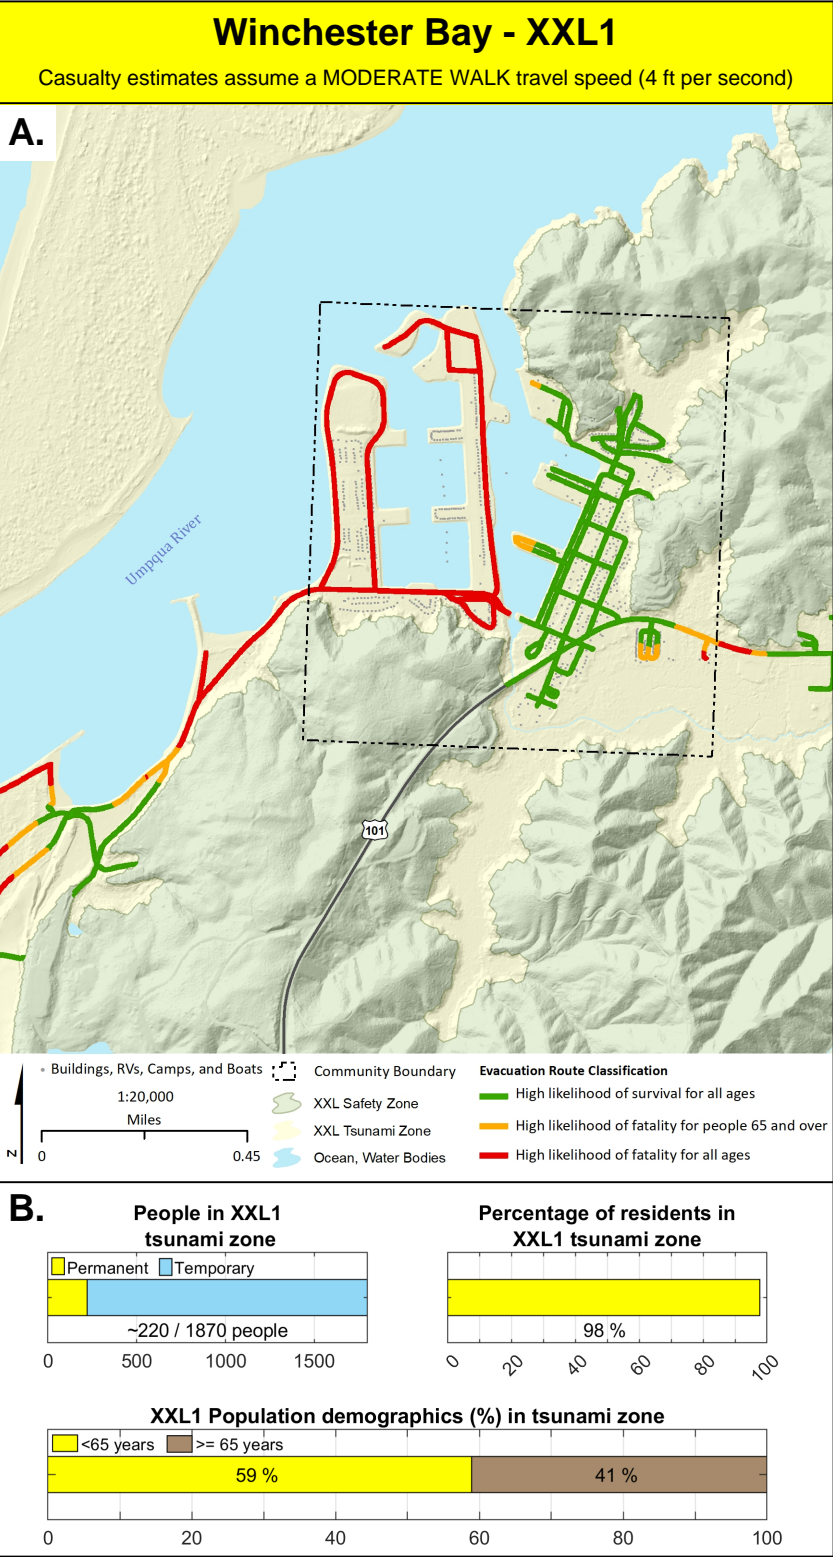 Winchester Bay - XXL1
Casualty estimates assume a MODERATE WALK travel speed (4 ft per second)
A.
Umpqua River
101
Buildings, RVs, Camps, and Boats
1:20,000
Miles
0 0.45
N
Community Boundary
XXL Safety Zone
XXL Tsunami Zone
Ocean, Water Bodies
Evacuation Route Classification
High likelihood of survival for all ages
High likelihood of fatality for people 65 and over
High likelihood of fatality for all ages
B.
People in XXL1
tsunami zone
Permanent Temporary
~220 / 1870 people
0 500 1000 1500
Percentage of residents in
XXL1 tsunami zone
98 %
0 20 40 60 80 100
XXL1 Population demographics (%) in tsunami zone
<65 years >= 65 years
59 % 41 %
0 20 40 60 80 100